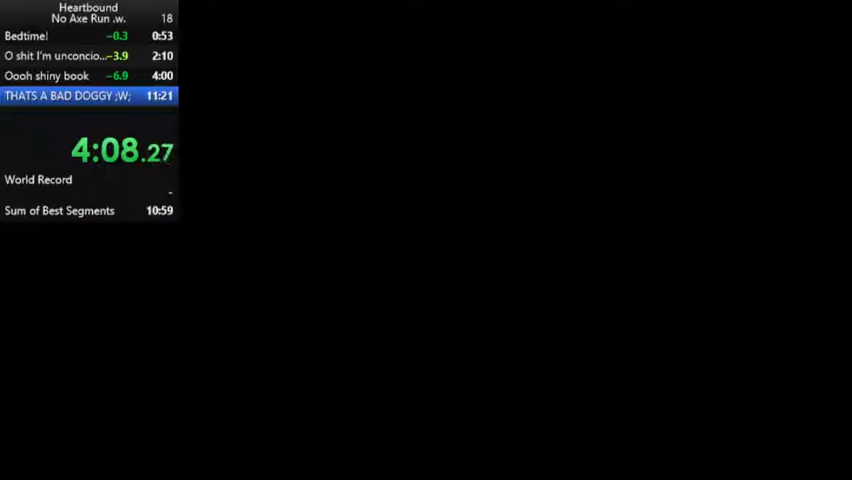 Heartbound
No Axe Run .w. 18
Bedtime! −0.3 0:53
O shit I'm unconcio... −3.9 2:10
Oooh shiny book −6.9 4:00
THATS A BAD DOGGY ;W; 11:21
4:08.27
World Record
-
Sum of Best Segments 10:59